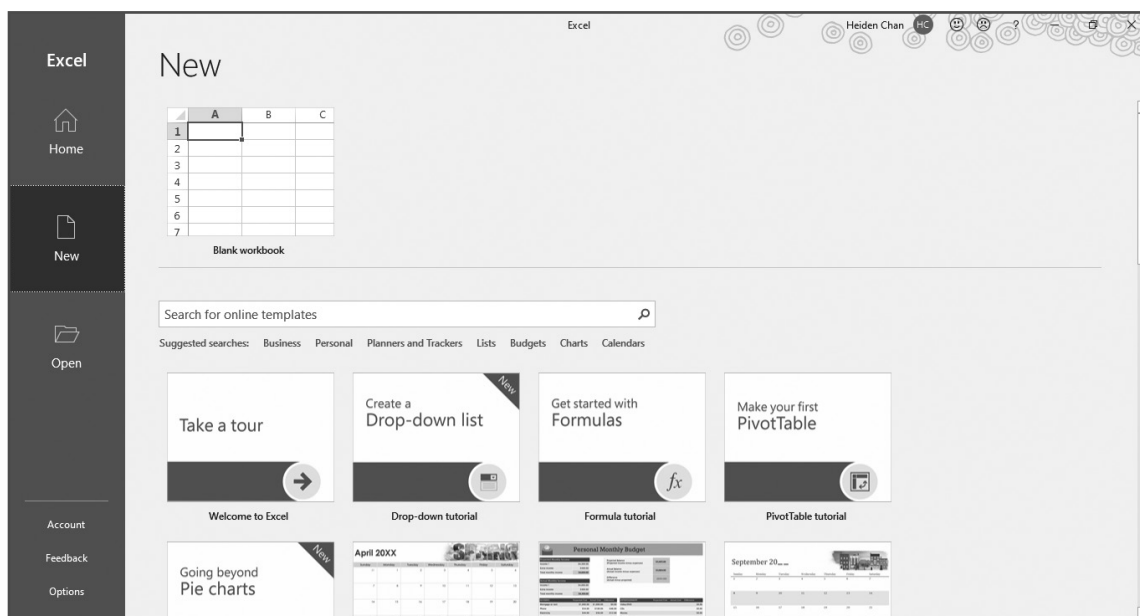 Excel
Heiden Chan HC ?
Excel
New
Home
New
Open
Account
Feedback
Options
A B C
1
2
3
4
5
6
7
Blank workbook
Search for online templates
Suggested searches: Business Personal Planners and Trackers Lists Budgets Charts Calendars
Take a tour
Welcome to Excel
New
Create a
Drop-down list
Drop-down tutorial
Get started with
Formulas
fx
Formula tutorial
Make your first
PivotTable
PivotTable tutorial
New
Going beyond
Pie charts
April 20XX
Personal Monthly Budget
September 20